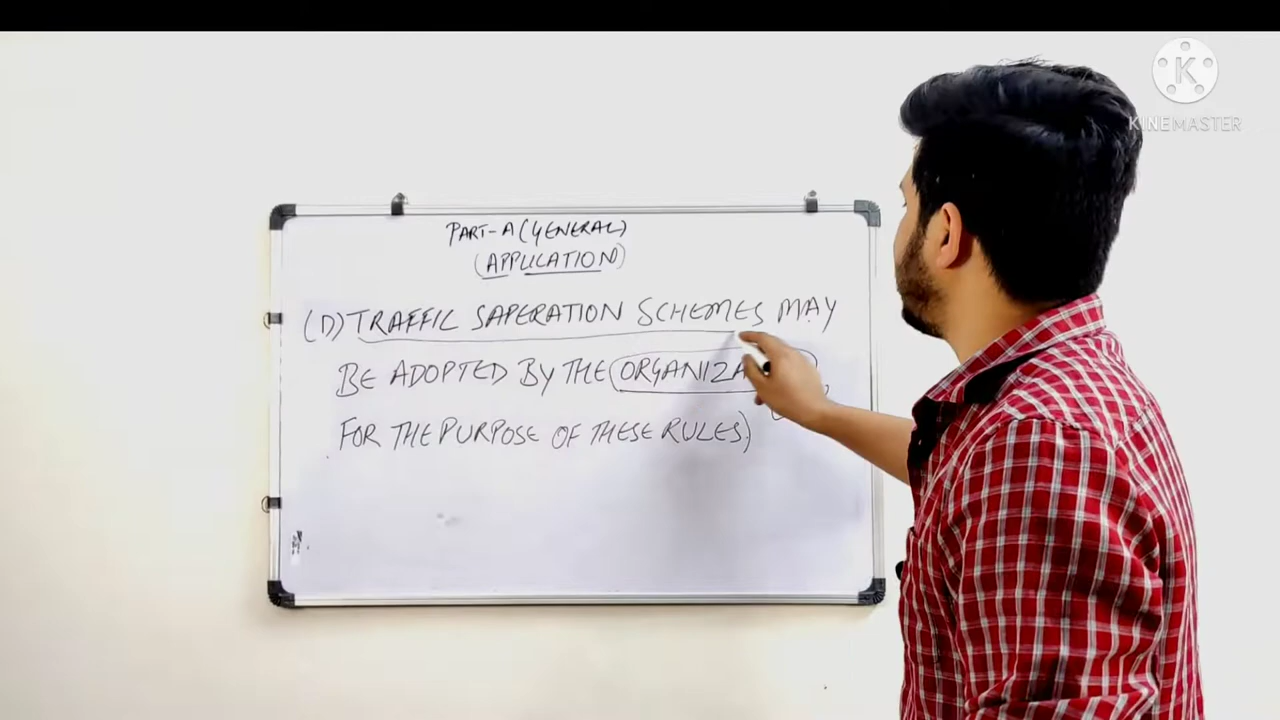 PART-A (GENERAL)
(APPLICATION)
(D) TRAFFIC SAPERATION SCHEMES MAY
BE ADOPTED BY THE ORGANIZA
FOR THE PURPOSE OF THESE RULES)
K
KINEMASTER